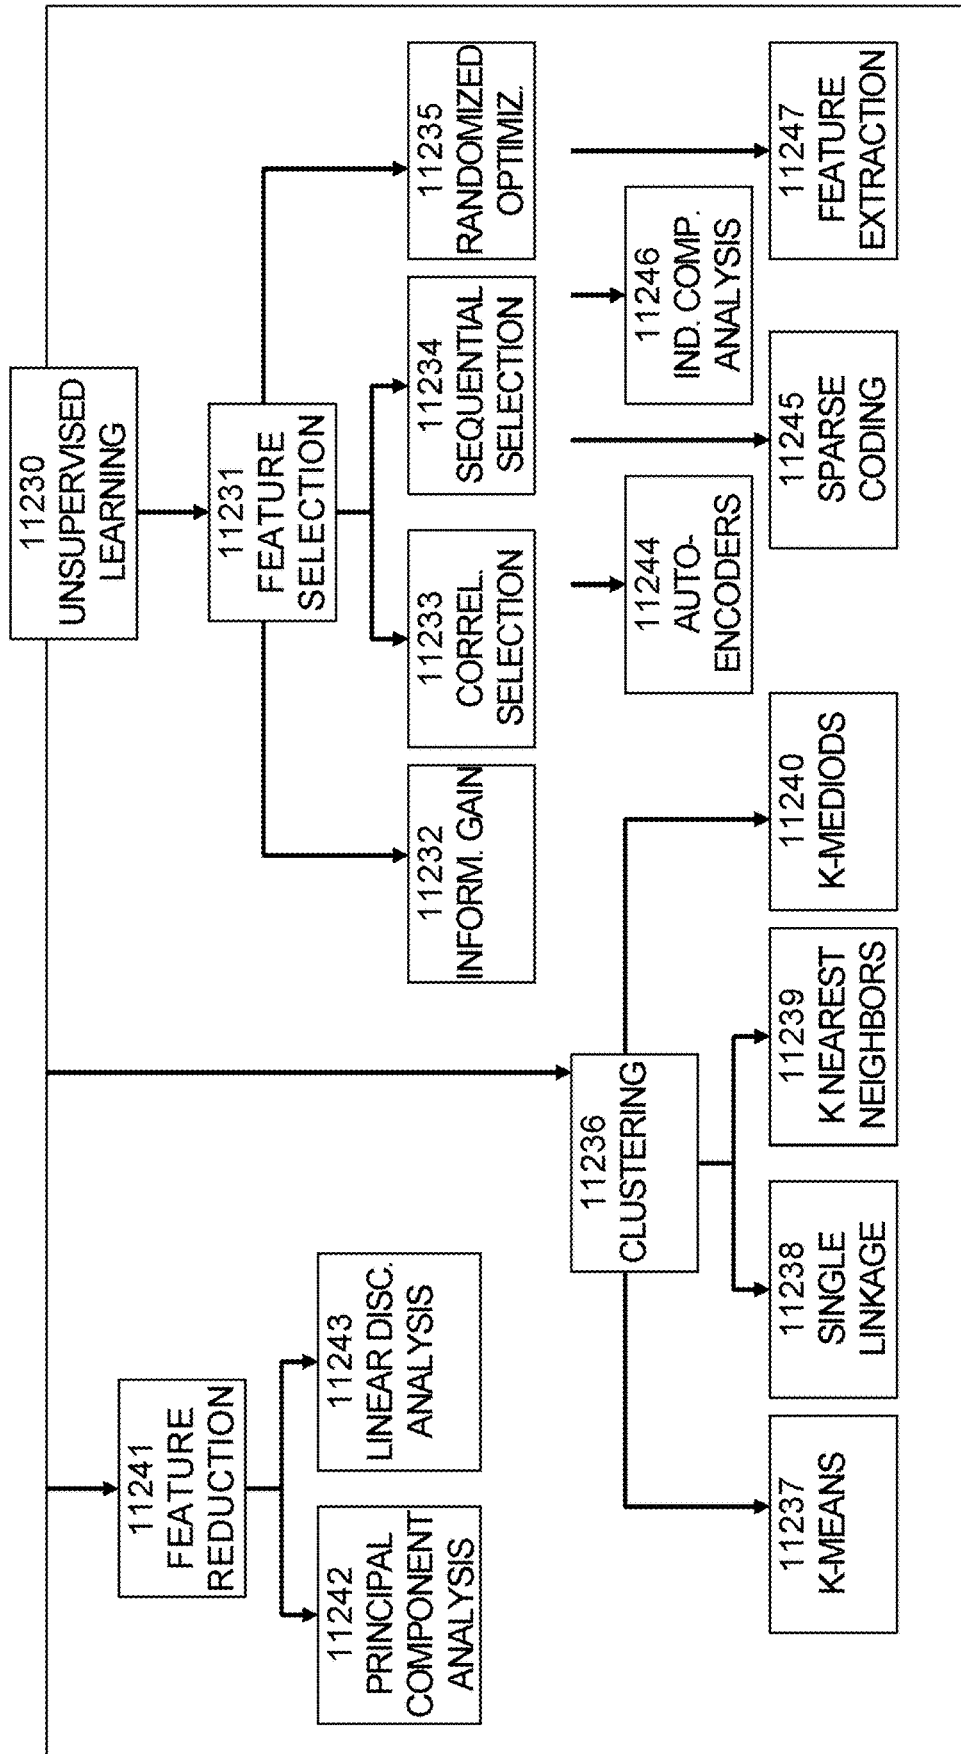 11230
UNSUPERVISED
LEARNING
11241
FEATURE
REDUCTION
11231
FEATURE
SELECTION
11242
PRINCIPAL
COMPONENT
ANALYSIS
11243
LINEAR DISC.
ANALYSIS
11232
INFORM. GAIN
11233
CORREL.
SELECTION
11234
SEQUENTIAL
SELECTION
11235
RANDOMIZED
OPTIMIZ.
11236
CLUSTERING
11244
AUTO-
ENCODERS
11246
IND. COMP.
ANALYSIS
11237
K-MEANS
11238
SINGLE
LINKAGE
11239
K NEAREST
NEIGHBORS
11240
K-MEDIODS
11245
SPARSE
CODING
11247
FEATURE
EXTRACTION